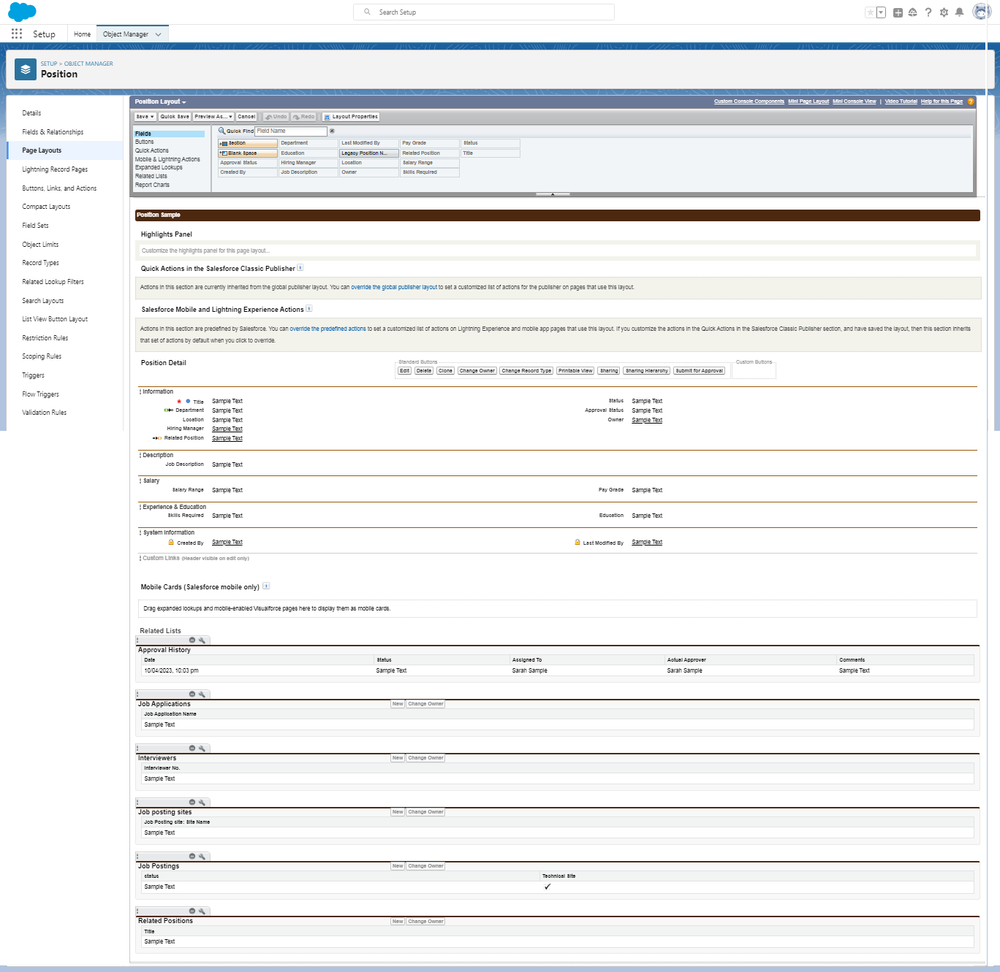 Search Setup
Setup
Home
Object Manager
SETUP > OBJECT MANAGER
Position
Details
Fields & Relationships
Page Layouts
Lightning Record Pages
Buttons, Links, and Actions
Compact Layouts
Field Sets
Object Limits
Record Types
Related Lookup Filters
Search Layouts
List View Button Layout
Restriction Rules
Scoping Rules
Triggers
Flow Triggers
Validation Rules
Position Layout
Custom Console Components Mini Page Layout Mini Console View | Video Tutorial Help for this Page ?
Save Quick Save Preview As... Cancel Undo Redo Layout Properties
Fields
Buttons
Quick Actions
Mobile & Lightning Actions
Expanded Lookups
Related Lists
Report Charts
Quick Find Field Name
Section Department Last Modified By Pay Grade Status
Blank Space Education Legacy Position N... Related Position Title
Approval Status Hiring Manager Location Salary Range
Created By Job Description Owner Skills Required
Position Sample
Highlights Panel
Customize the highlights panel for this page layout...
Quick Actions in the Salesforce Classic Publisher i
Actions in this section are currently inherited from the global publisher layout. You can override the global publisher layout to set a customized list of actions for the publisher on pages that use this layout.
Salesforce Mobile and Lightning Experience Actions i
Actions in this section are predefined by Salesforce. You can override the predefined actions to set a customized list of actions on Lightning Experience and mobile app pages that use this layout. If you customize the actions in the Quick Actions in the Salesforce Classic Publisher section, and have saved the layout, then this section inherits
that set of actions by default when you click to override.
Position Detail
Standard Buttons
Edit Delete Clone Change Owner Change Record Type Printable View Sharing Sharing Hierarchy Submit for Approval
Custom Buttons
Information
Title Sample Text Status Sample Text
Department Sample Text Approval Status Sample Text
Location Sample Text Owner Sample Text
Hiring Manager Sample Text
Related Position Sample Text
Description
Job Description Sample Text
Salary
Salary Range Sample Text Pay Grade Sample Text
Experience & Education
Skills Required Sample Text Education Sample Text
System Information
Created By Sample Text Last Modified By Sample Text
Custom Links (Header visible on edit only)
Mobile Cards (Salesforce mobile only) i
Drag expanded lookups and mobile-enabled Visualforce pages here to display them as mobile cards.
Related Lists
Approval History
Date Status Assigned To Actual Approver Comments
10/04/2023, 10:03 pm Sample Text Sarah Sample Sarah Sample Sample Text
Job Applications New Change Owner
Job Application Name
Sample Text
Interviewers New Change Owner
Interviewer No.
Sample Text
Job posting sites New Change Owner
Job Posting site: Site Name
Sample Text
Job Postings New Change Owner
status Technical Site
Sample Text ✓
Related Positions New Change Owner
Title
Sample Text